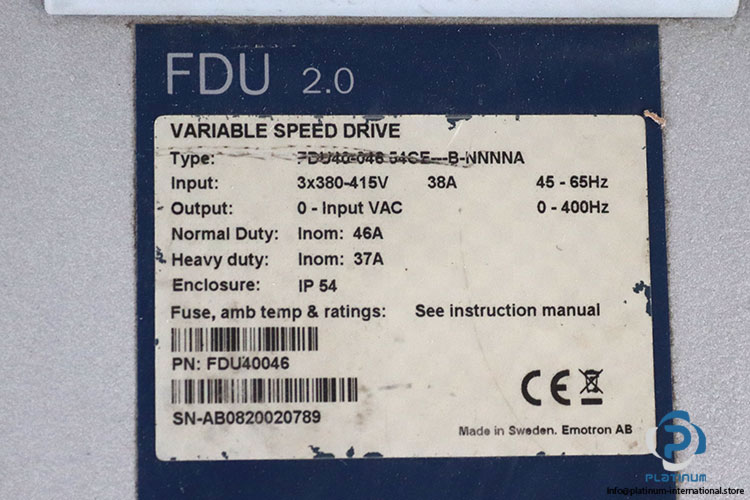 FDU 2.0
VARIABLE SPEED DRIVE
Type: FDU40-046 54CE---B-NNNNA
Input: 3x380-415V 38A 45 - 65Hz
Output: 0 - Input VAC 0 - 400Hz
Normal Duty: Inom: 46A
Heavy duty: Inom: 37A
Enclosure: IP 54
Fuse, amb temp & ratings: See instruction manual
PN: FDU40046
SN-AB0820020789
CE
Made in Sweden. Emotron AB
PLATINUM
info@platinum-international.store